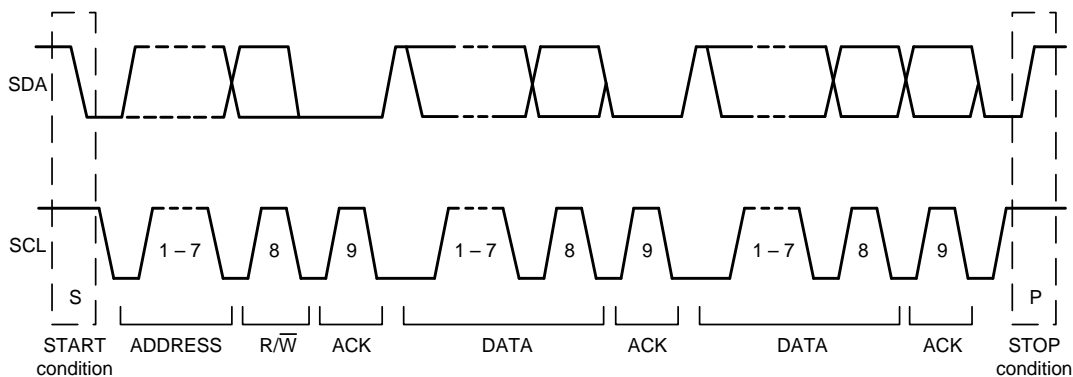 SDA
SCL
1 – 7
8
9
1 – 7
8
9
1 – 7
8
9
S
P
START
condition
ADDRESS
R/W̅
ACK
DATA
ACK
DATA
ACK
STOP
condition